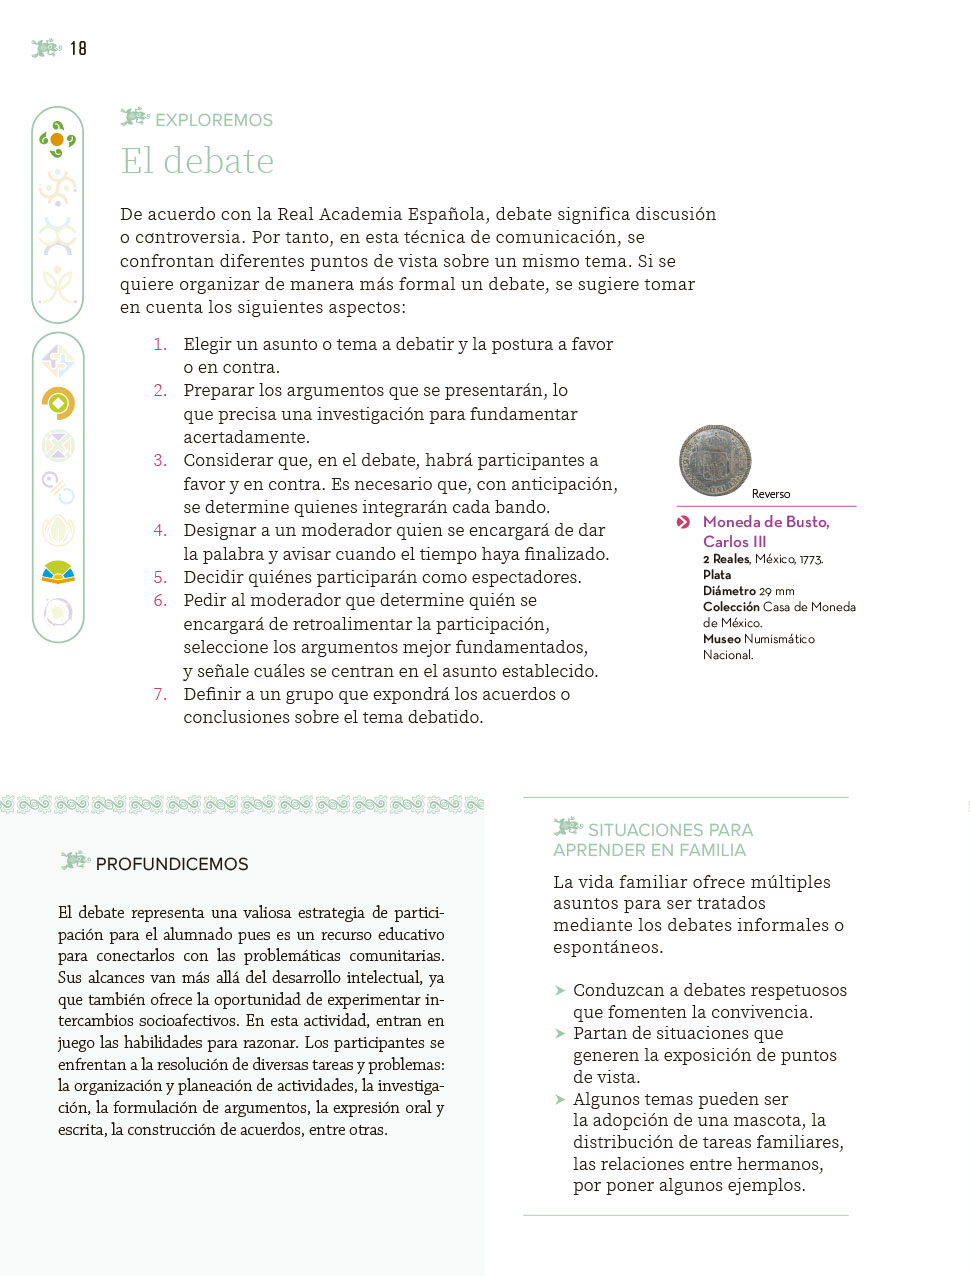 18
EXPLOREMOS
El debate
De acuerdo con la Real Academia Española, debate significa discusión
o controversia. Por tanto, en esta técnica de comunicación, se
confrontan diferentes puntos de vista sobre un mismo tema. Si se
quiere organizar de manera más formal un debate, se sugiere tomar
en cuenta los siguientes aspectos:
1. Elegir un asunto o tema a debatir y la postura a favor
o en contra.
2. Preparar los argumentos que se presentarán, lo
que precisa una investigación para fundamentar
acertadamente.
3. Considerar que, en el debate, habrá participantes a
favor y en contra. Es necesario que, con anticipación,
se determine quienes integrarán cada bando.
4. Designar a un moderador quien se encargará de dar
la palabra y avisar cuando el tiempo haya finalizado.
5. Decidir quiénes participarán como espectadores.
6. Pedir al moderador que determine quién se
encargará de retroalimentar la participación,
seleccione los argumentos mejor fundamentados,
y señale cuáles se centran en el asunto establecido.
7. Definir a un grupo que expondrá los acuerdos o
conclusiones sobre el tema debatido.
Reverso
Moneda de Busto,
Carlos III
2 Reales, México, 1773.
Plata
Diámetro 29 mm
Colección Casa de Moneda
de México.
Museo Numismático
Nacional.
PROFUNDICEMOS
El debate representa una valiosa estrategia de partici-
pación para el alumnado pues es un recurso educativo
para conectarlos con las problemáticas comunitarias.
Sus alcances van más allá del desarrollo intelectual, ya
que también ofrece la oportunidad de experimentar in-
tercambios socioafectivos. En esta actividad, entran en
juego las habilidades para razonar. Los participantes se
enfrentan a la resolución de diversas tareas y problemas:
la organización y planeación de actividades, la investiga-
ción, la formulación de argumentos, la expresión oral y
escrita, la construcción de acuerdos, entre otras.
SITUACIONES PARA
APRENDER EN FAMILIA
La vida familiar ofrece múltiples
asuntos para ser tratados
mediante los debates informales o
espontáneos.
➤ Conduzcan a debates respetuosos
que fomenten la convivencia.
➤ Partan de situaciones que
generen la exposición de puntos
de vista.
➤ Algunos temas pueden ser
la adopción de una mascota, la
distribución de tareas familiares,
las relaciones entre hermanos,
por poner algunos ejemplos.